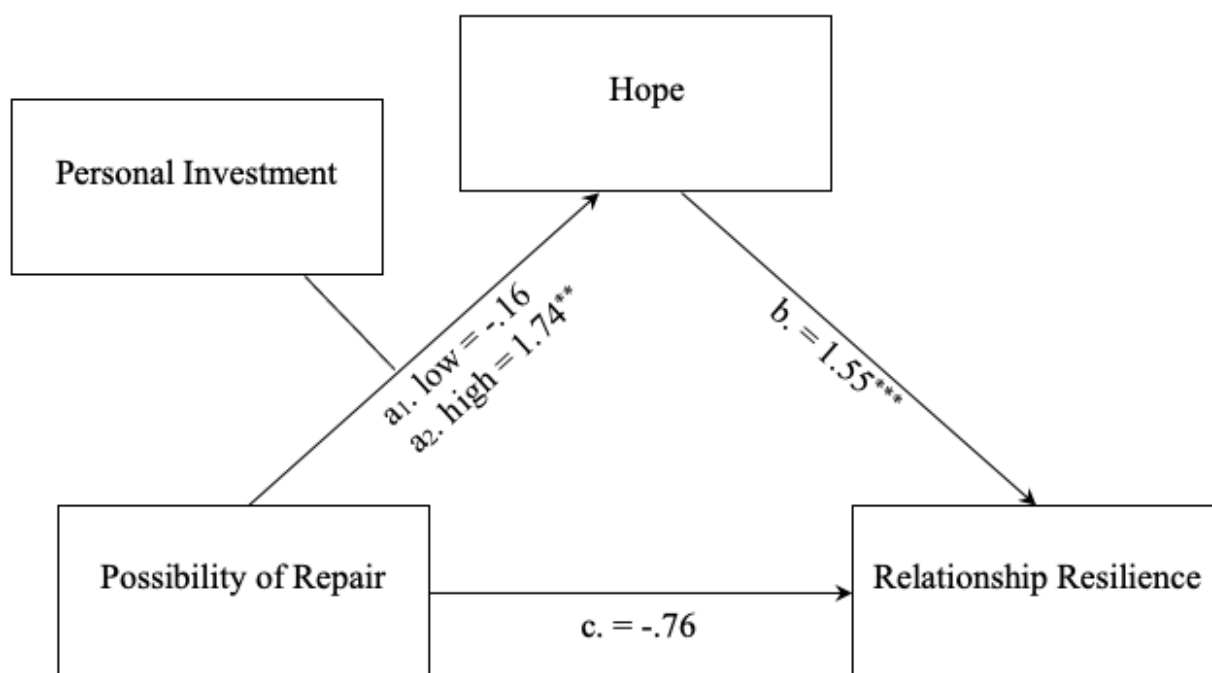 Hope
Personal Investment
a₁. low = -.16
a₂. high = 1.74**
b. = 1.55***
Possibility of Repair
Relationship Resilience
c. = -.76